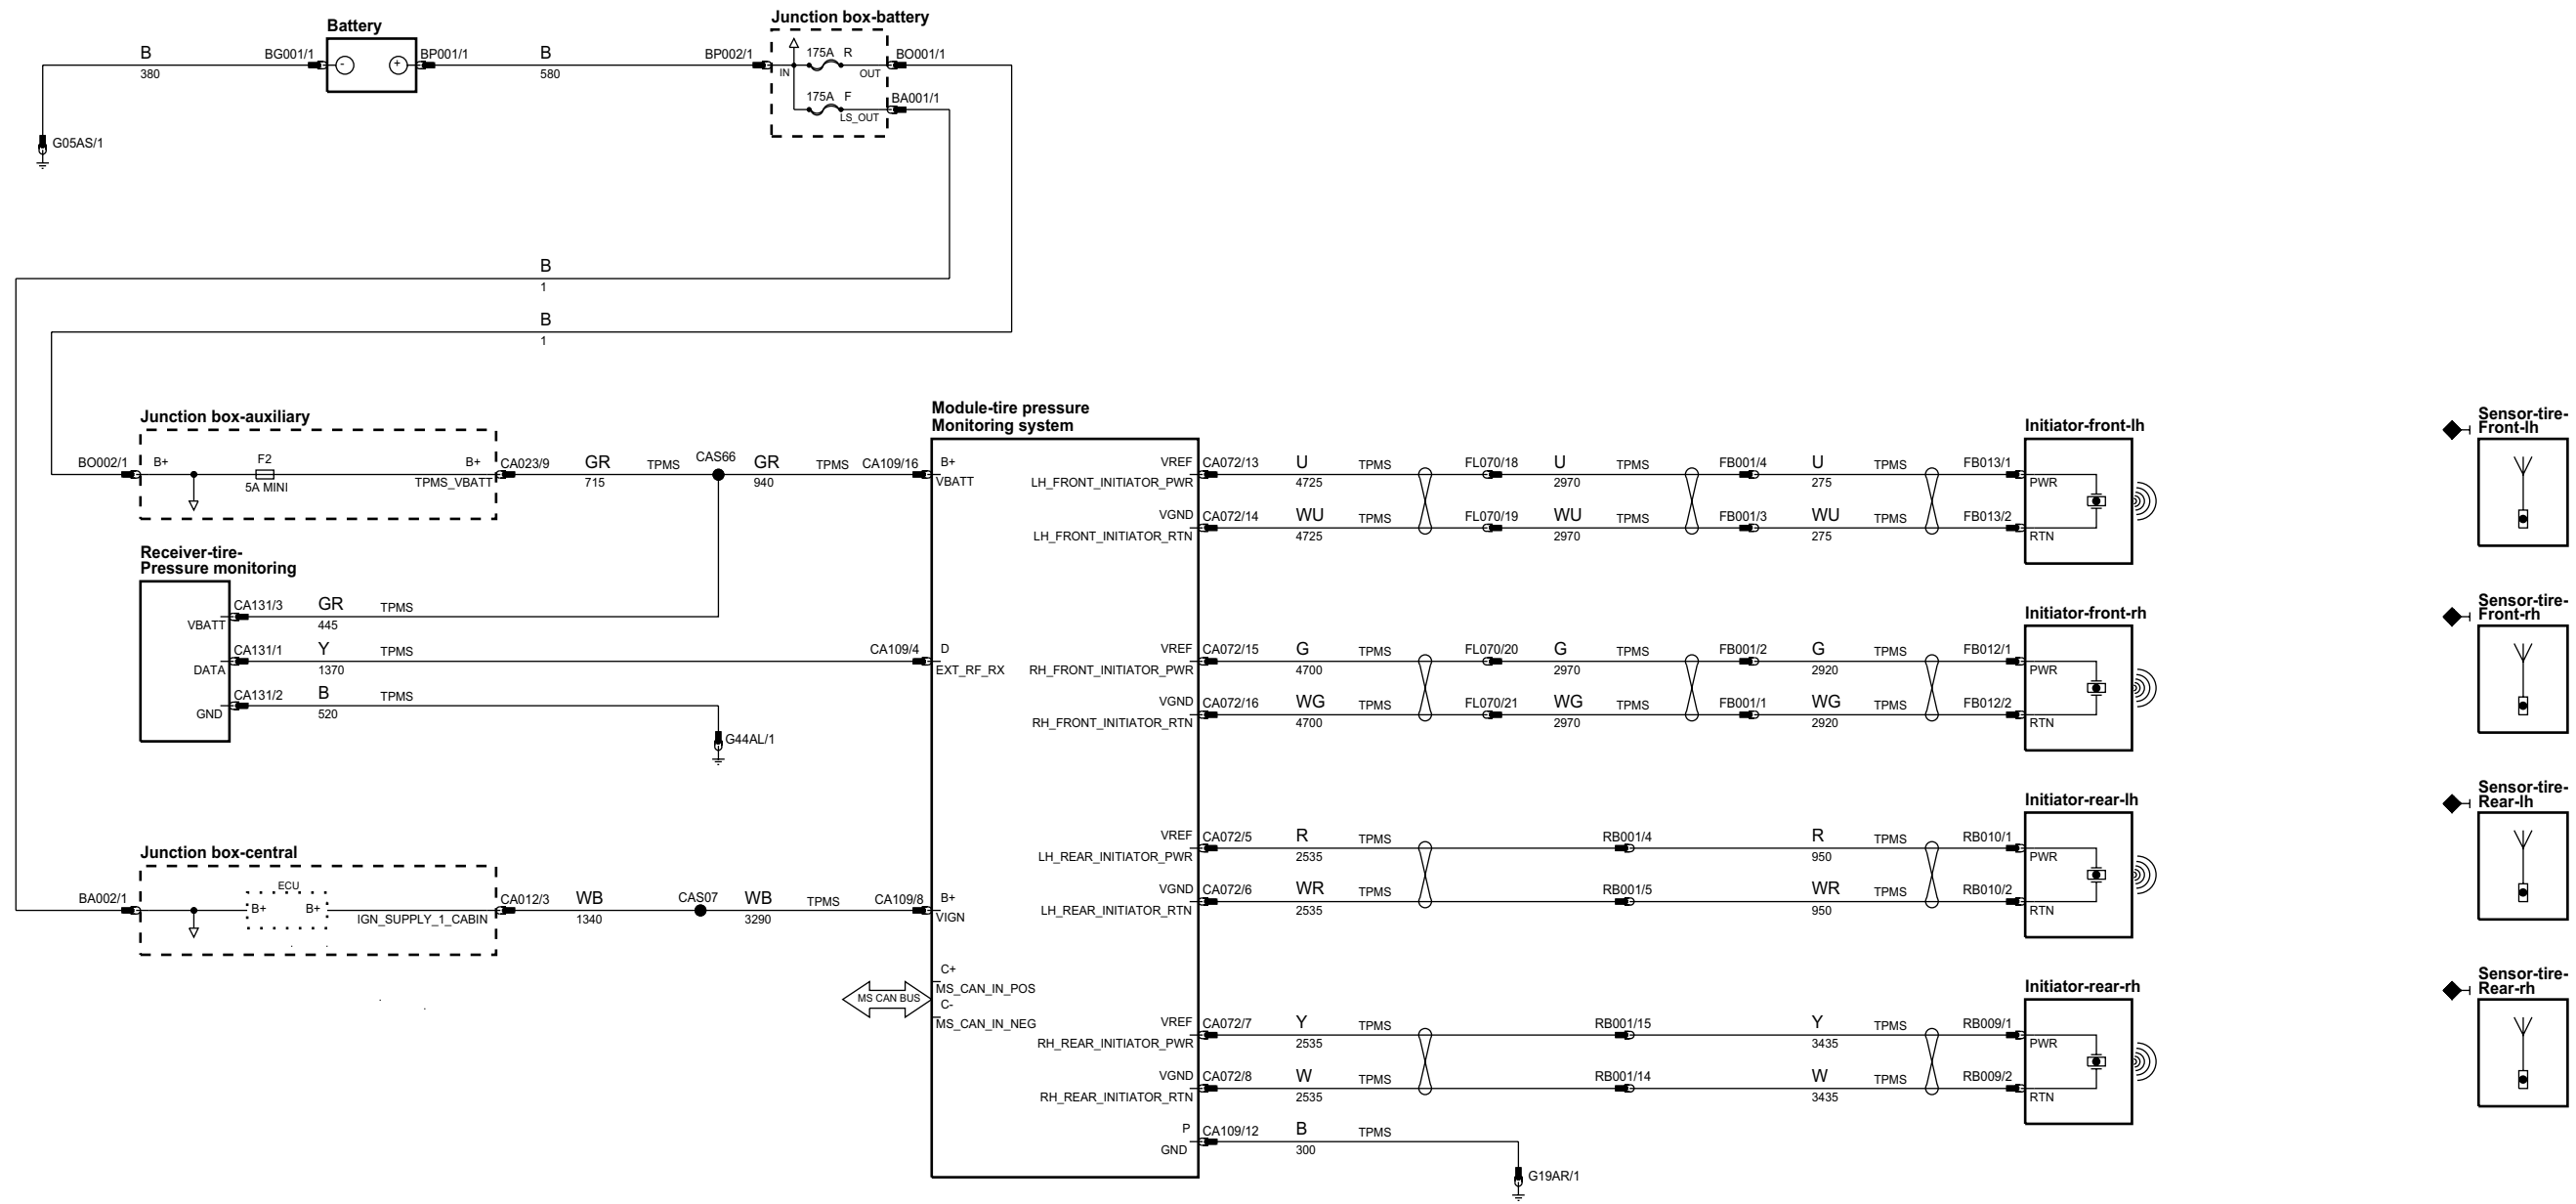 Battery
Junction box-battery
B
380
BG001/1
-
+
BP001/1
B
580
BP002/1
IN
175A R
OUT
BO001/1
175A F
LS_OUT
BA001/1
G05AS/1
B
1
B
1
Junction box-auxiliary
BO002/1
B+
F2
5A MINI
B+
TPMS_VBATT
CA023/9
GR
715
TPMS
CAS66
GR
940
TPMS
CA109/16
Receiver-tire-
Pressure monitoring
VBATT
CA131/3
GR
445
TPMS
DATA
CA131/1
Y
1370
TPMS
CA109/4
GND
CA131/2
B
520
TPMS
G44AL/1
Junction box-central
BA002/1
ECU
B+
B+
IGN_SUPPLY_1_CABIN
CA012/3
WB
1340
CAS07
WB
3290
TPMS
CA109/8
MS CAN BUS
Module-tire pressure
Monitoring system
B+
VBATT
D
EXT_RF_RX
B+
VIGN
C+
MS_CAN_IN_POS
C-
MS_CAN_IN_NEG
VREF
LH_FRONT_INITIATOR_PWR
CA072/13
U
4725
TPMS
FL070/18
U
2970
TPMS
FB001/4
U
275
TPMS
FB013/1
VGND
LH_FRONT_INITIATOR_RTN
CA072/14
WU
4725
TPMS
FL070/19
WU
2970
TPMS
FB001/3
WU
275
TPMS
FB013/2
Initiator-front-lh
PWR
RTN
Sensor-tire-
Front-lh
VREF
RH_FRONT_INITIATOR_PWR
CA072/15
G
4700
TPMS
FL070/20
G
2970
TPMS
FB001/2
G
2920
TPMS
FB012/1
VGND
RH_FRONT_INITIATOR_RTN
CA072/16
WG
4700
TPMS
FL070/21
WG
2970
TPMS
FB001/1
WG
2920
TPMS
FB012/2
Initiator-front-rh
PWR
RTN
Sensor-tire-
Front-rh
VREF
LH_REAR_INITIATOR_PWR
CA072/5
R
2535
TPMS
RB001/4
R
950
TPMS
RB010/1
VGND
LH_REAR_INITIATOR_RTN
CA072/6
WR
2535
TPMS
RB001/5
WR
950
TPMS
RB010/2
Initiator-rear-lh
PWR
RTN
Sensor-tire-
Rear-lh
VREF
RH_REAR_INITIATOR_PWR
CA072/7
Y
2535
TPMS
RB001/15
Y
3435
TPMS
RB009/1
VGND
RH_REAR_INITIATOR_RTN
CA072/8
W
2535
TPMS
RB001/14
W
3435
TPMS
RB009/2
Initiator-rear-rh
PWR
RTN
Sensor-tire-
Rear-rh
P
GND
CA109/12
B
300
TPMS
G19AR/1